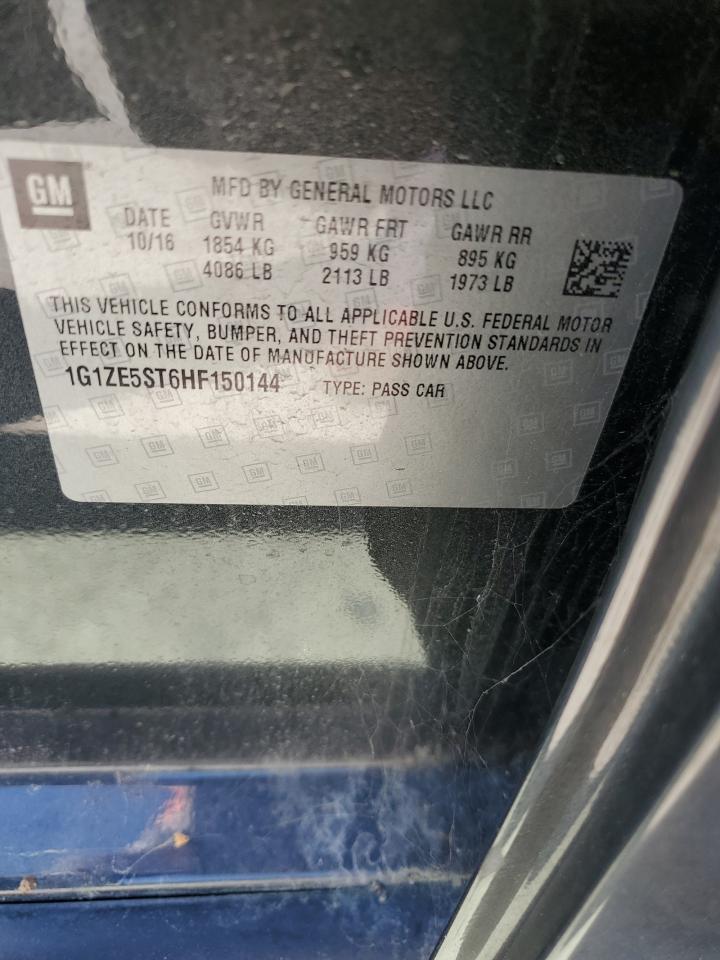 GM MFD BY GENERAL MOTORS LLC
DATE GVWR GAWR FRT GAWR RR
10/16 1854 KG 959 KG 895 KG
4086 LB 2113 LB 1973 LB
THIS VEHICLE CONFORMS TO ALL APPLICABLE U.S. FEDERAL MOTOR
VEHICLE SAFETY, BUMPER, AND THEFT PREVENTION STANDARDS IN
EFFECT ON THE DATE OF MANUFACTURE SHOWN ABOVE.
1G1ZE5ST6HF150144 TYPE: PASS CAR